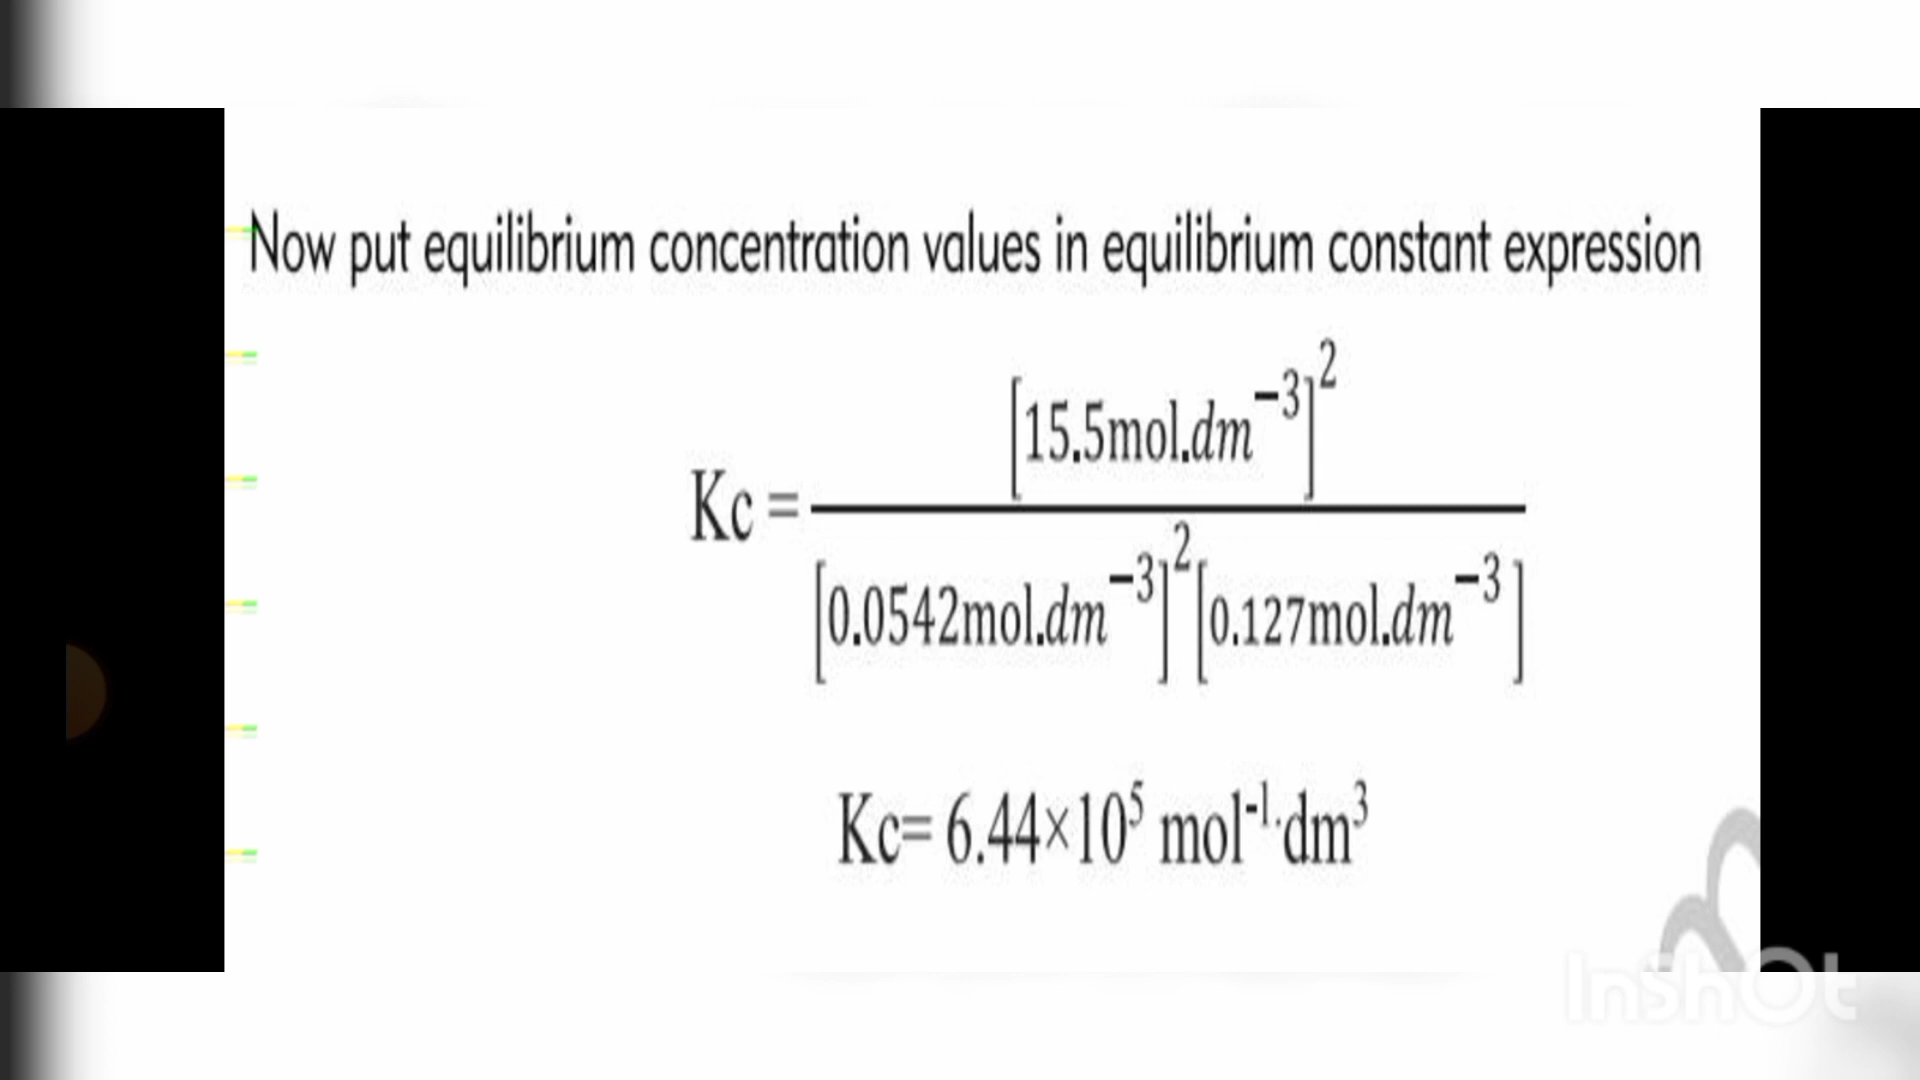 Now put equilibrium concentration values in equilibrium constant expression
Kc = [15.5mol.dm⁻³]² / [0.0542mol.dm⁻³]² [0.127mol.dm⁻³]
Kc= 6.44×10⁵ mol⁻¹·dm³
InShOt